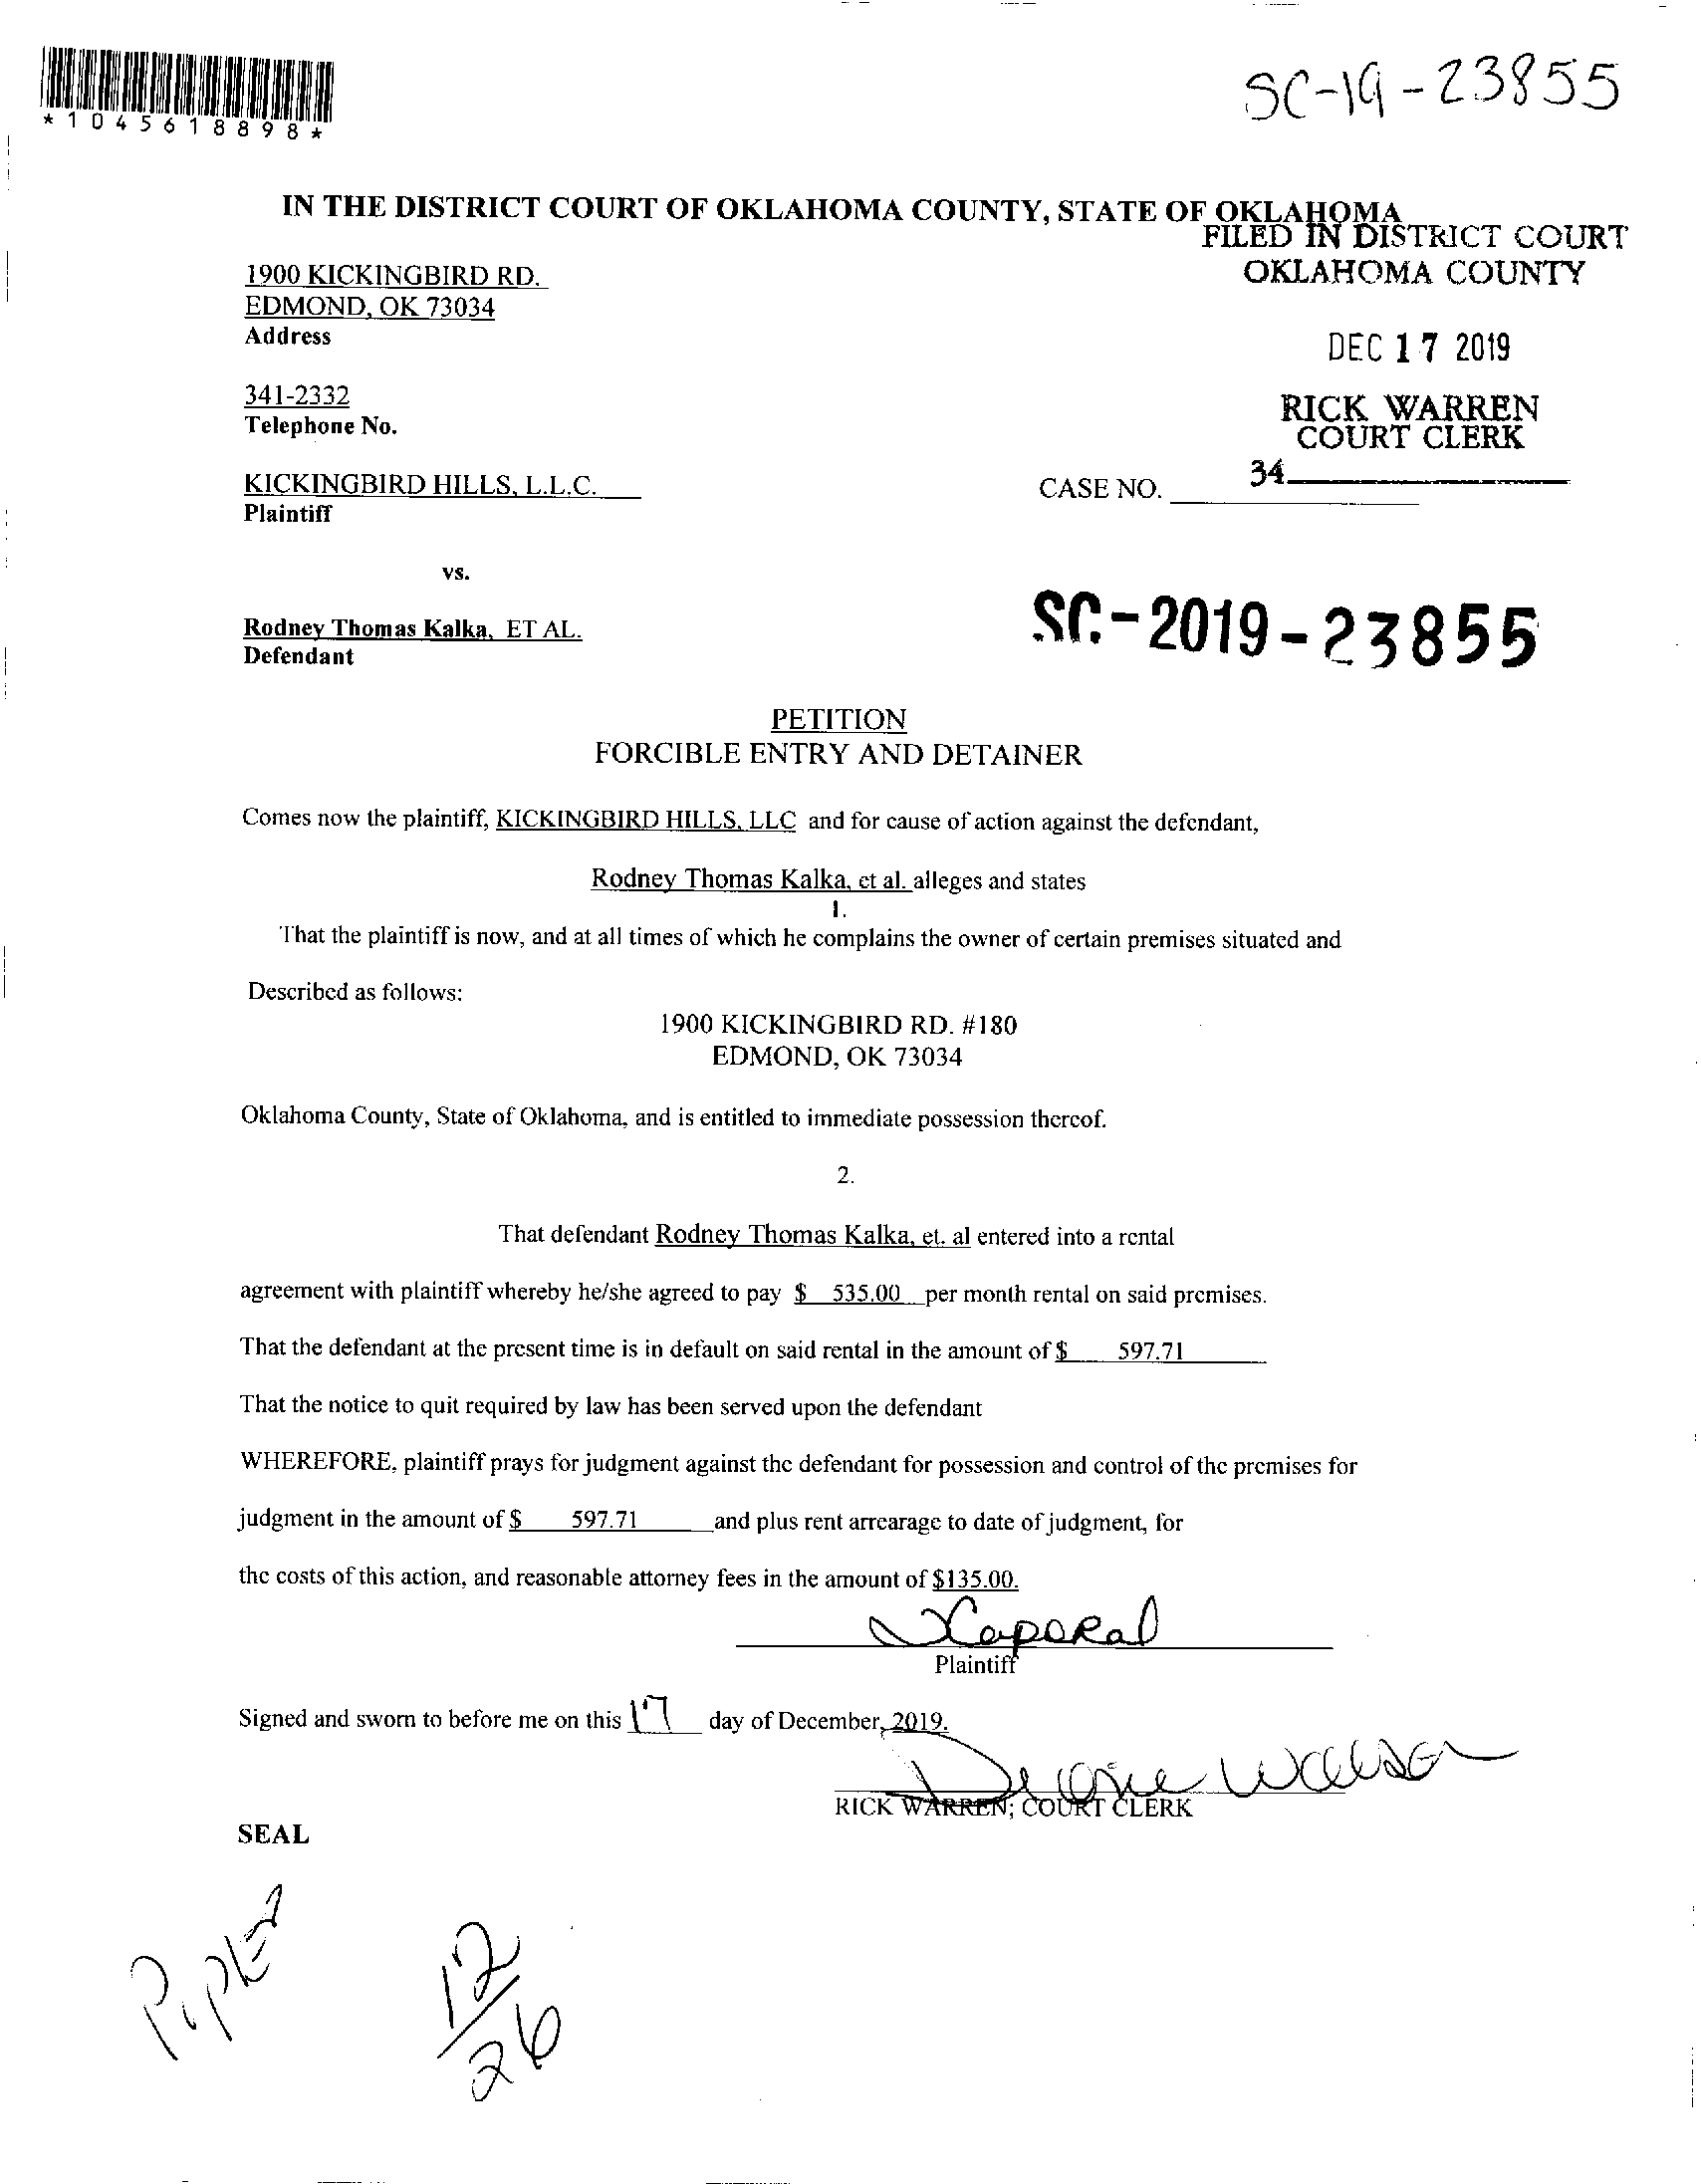 *1045618898*
SC-19-23855
IN THE DISTRICT COURT OF OKLAHOMA COUNTY, STATE OF OKLAHOMA
FILED IN DISTRICT COURT
OKLAHOMA COUNTY
1900 KICKINGBIRD RD.
EDMOND, OK 73034
Address
DEC 17 2019
341-2332
Telephone No.
RICK WARREN
COURT CLERK
34
KICKINGBIRD HILLS, L.L.C.
CASE NO.
Plaintiff
vs.
Rodney Thomas Kalka, ET AL.
Defendant
SC-2019-23855
PETITION
FORCIBLE ENTRY AND DETAINER
Comes now the plaintiff, KICKINGBIRD HILLS, LLC and for cause of action against the defendant,
Rodney Thomas Kalka, et al. alleges and states
1.
That the plaintiff is now, and at all times of which he complains the owner of certain premises situated and
Described as follows:
1900 KICKINGBIRD RD. #180
EDMOND, OK 73034
Oklahoma County, State of Oklahoma, and is entitled to immediate possession thereof.
2.
That defendant Rodney Thomas Kalka, et. al entered into a rental
agreement with plaintiff whereby he/she agreed to pay $ 535.00 per month rental on said premises.
That the defendant at the present time is in default on said rental in the amount of $ 597.71
That the notice to quit required by law has been served upon the defendant
WHEREFORE, plaintiff prays for judgment against the defendant for possession and control of the premises for
judgment in the amount of $ 597.71 and plus rent arrearage to date of judgment, for
the costs of this action, and reasonable attorney fees in the amount of $135.00.
Plaintiff
Signed and sworn to before me on this 17 day of December, 2019.
RICK WARREN; COURT CLERK
SEAL
12
26